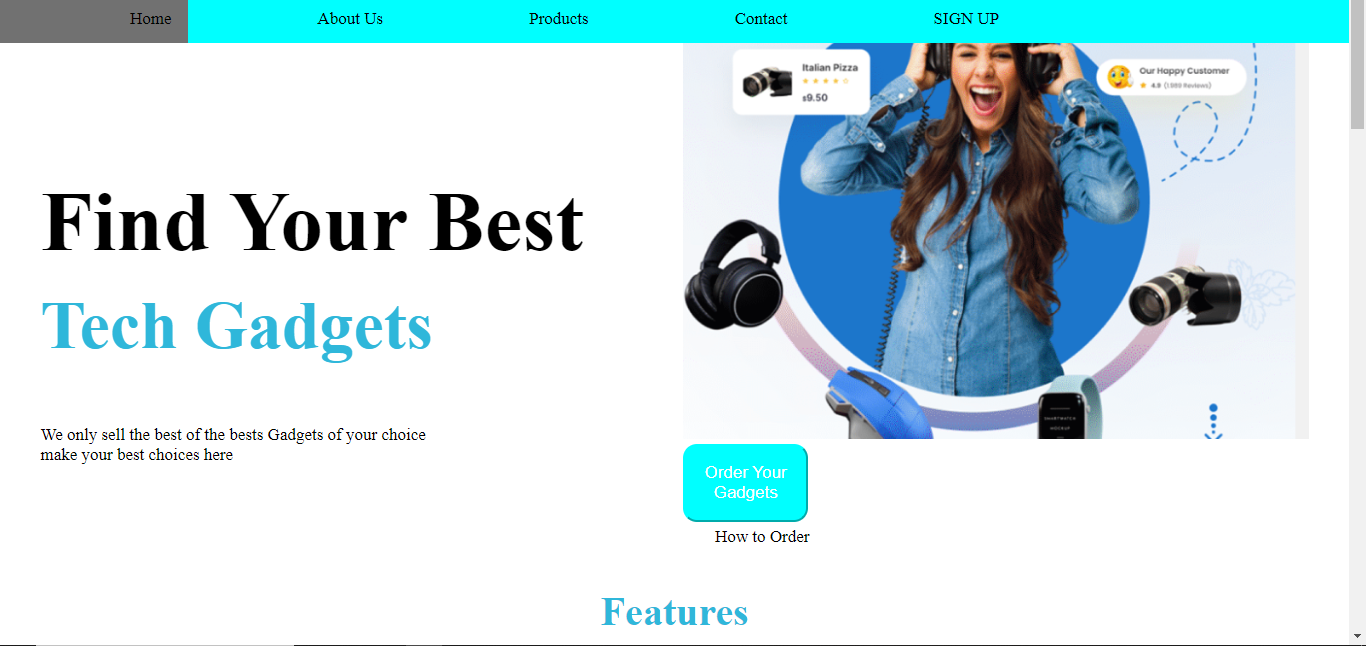 Home About Us Products Contact SIGN UP
Italian Pizza
$9.50
Our Happy Customer
4.8 (1.5k Reviews)
Find Your Best
Tech Gadgets
We only sell the best of the bests Gadgets of your choice
make your best choices here
SMARTWATCH
MOCKUP
Order Your
Gadgets
How to Order
Features